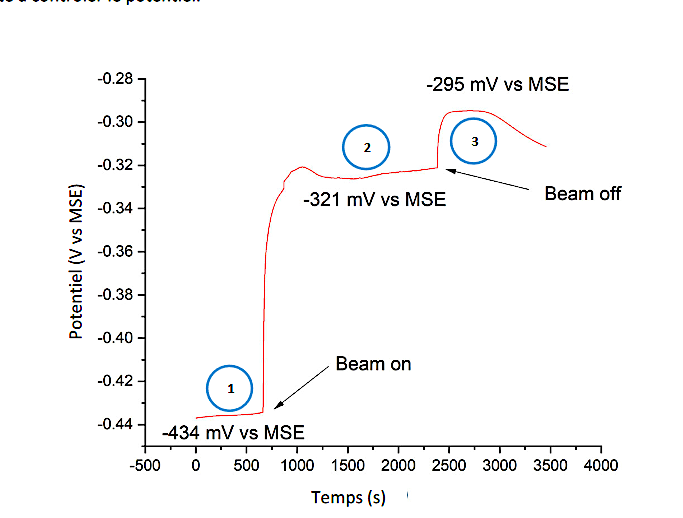 -0.28
-295 mV vs MSE
-0.30
2
3
-0.32
-321 mV vs MSE
Beam off
-0.34
-0.36
Potentiel (V vs MSE)
-0.38
-0.40
Beam on
1
-0.42
-0.44
-434 mV vs MSE
-500 0 500 1000 1500 2000 2500 3000 3500 4000
Temps (s)